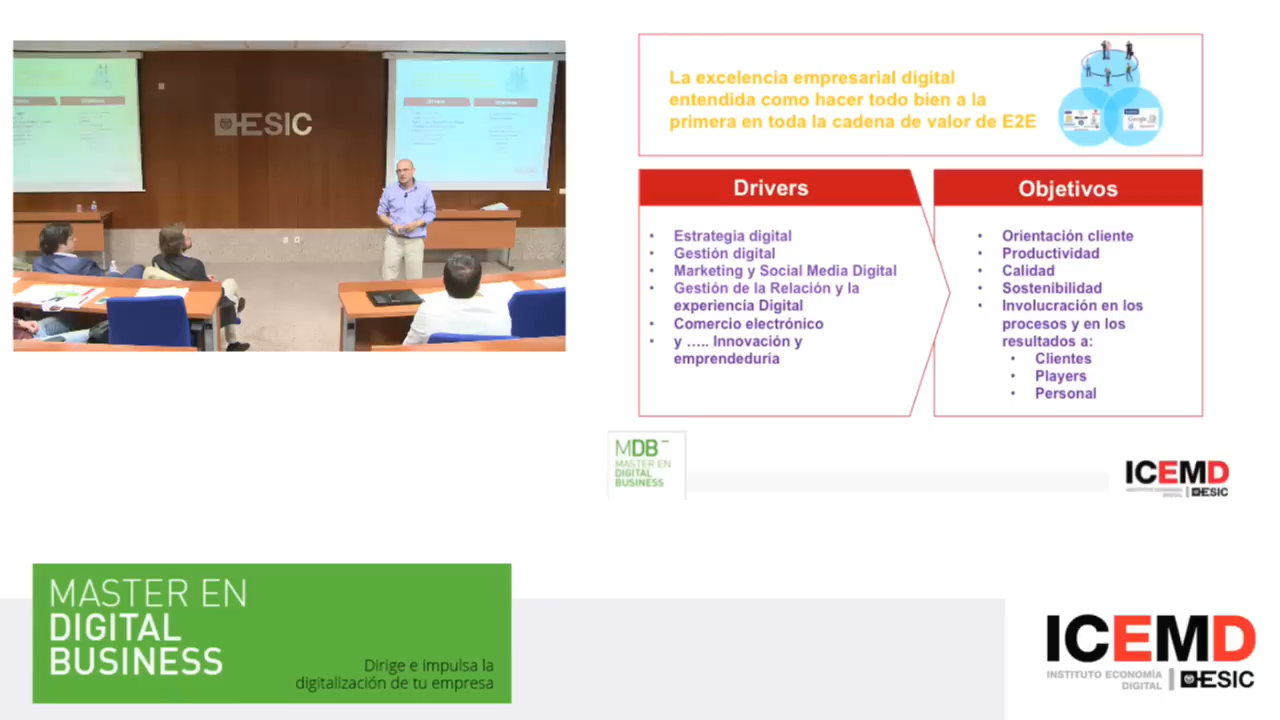 ESIC
La excelencia empresarial digital
entendida como hacer todo bien a la
primera en toda la cadena de valor de E2E
Google
Drivers
• Estrategia digital
• Gestión digital
• Marketing y Social Media Digital
• Gestión de la Relación y la
experiencia Digital
• Comercio electrónico
• y ..... Innovación y
emprendeduría
Objetivos
• Orientación cliente
• Productividad
• Calidad
• Sostenibilidad
• Involucración en los
procesos y en los
resultados a:
• Clientes
• Players
• Personal
MDB
MASTER EN
DIGITAL
BUSINESS
ICEMD
INSTITUTO ECONOMÍA
DIGITAL | ESIC
MASTER EN
DIGITAL
BUSINESS
Dirige e impulsa la
digitalización de tu empresa
ICEMD
INSTITUTO ECONOMÍA
DIGITAL | ESIC